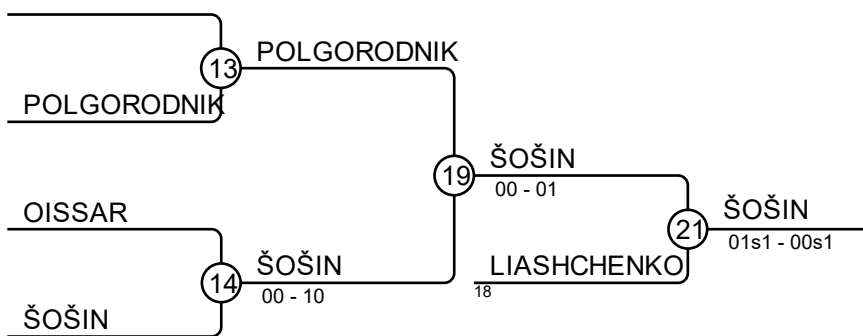 13
POLGORODNIK
POLGORODNIK
19
ŠOŠIN
00 - 01
OISSAR
21
ŠOŠIN
01s1 - 00s1
14
ŠOŠIN
00 - 10
LIASHCHENKO
18
ŠOŠIN